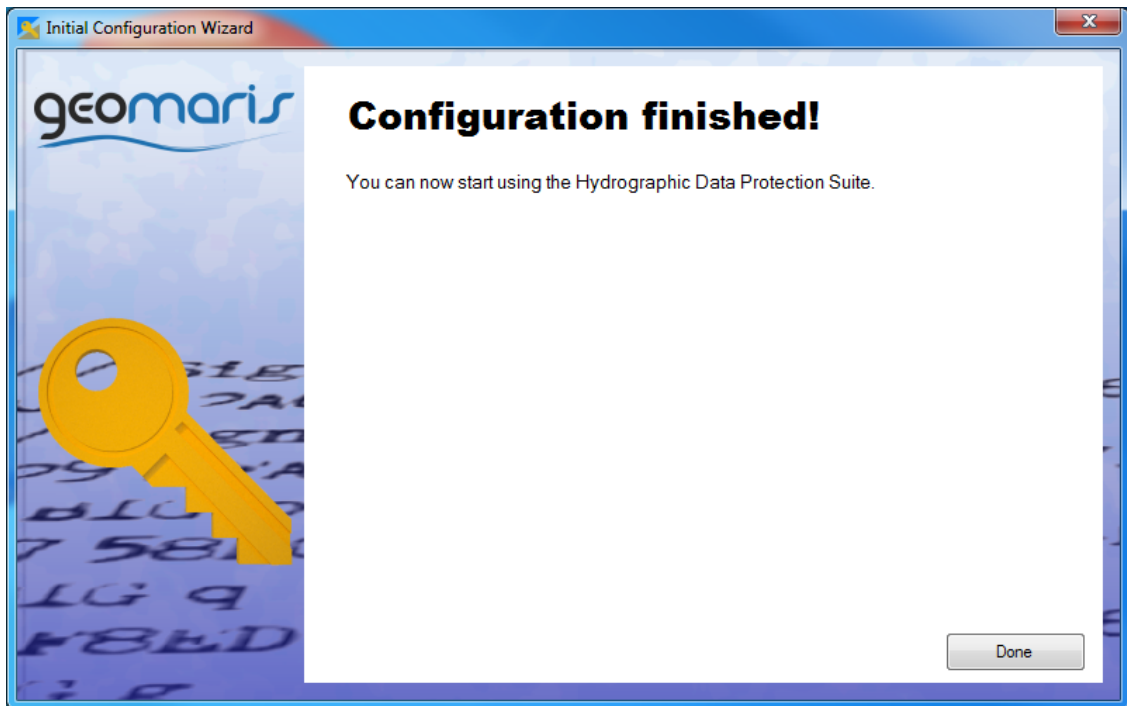 Initial Configuration Wizard
geomaris
Configuration finished!
You can now start using the Hydrographic Data Protection Suite.
Done